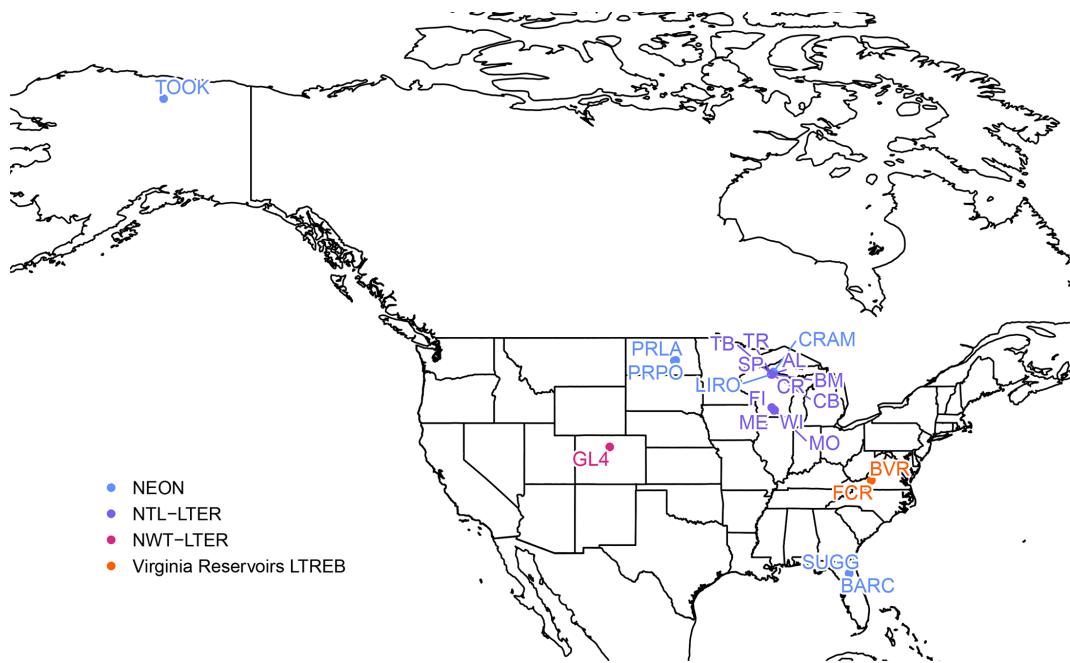 TOOK
TB
TR
CRAM
PRLA
SP
AL
PRPO
LIRO
CR
BM
FI
CB
ME
WI
MO
GL4
BVR
FCR
NEON
NTL−LTER
NWT−LTER
Virginia Reservoirs LTREB
SUGG
BARC